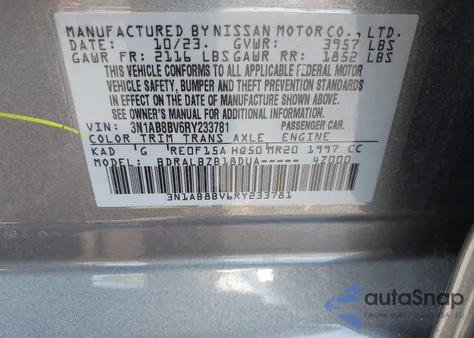 MANUFACTURED BY NISSAN MOTOR CO., LTD.
DATE: 10/23. GVWR: 3957 LBS
GAWR FR: 2116 LBS GAWR RR: 1852 LBS
THIS VEHICLE CONFORMS TO ALL APPLICABLE FEDERAL MOTOR
VEHICLE SAFETY, BUMPER, AND THEFT PREVENTION STANDARDS
IN EFFECT ON THE DATE OF MANUFACTURE SHOWN ABOVE.
SEE OWNER'S MANUAL FOR ADDITIONAL INFORMATION
VIN: 3N1AB8BV6RY233781 PASSENGER CAR.
COLOR TRIM TRANS AXLE ENGINE
KAD G RE0F15A HQ50 MR20 1997 CC
MODEL: BDRALBZB18DUA----- 4Z000
3N1AB8BV6RY233781
autoSnap